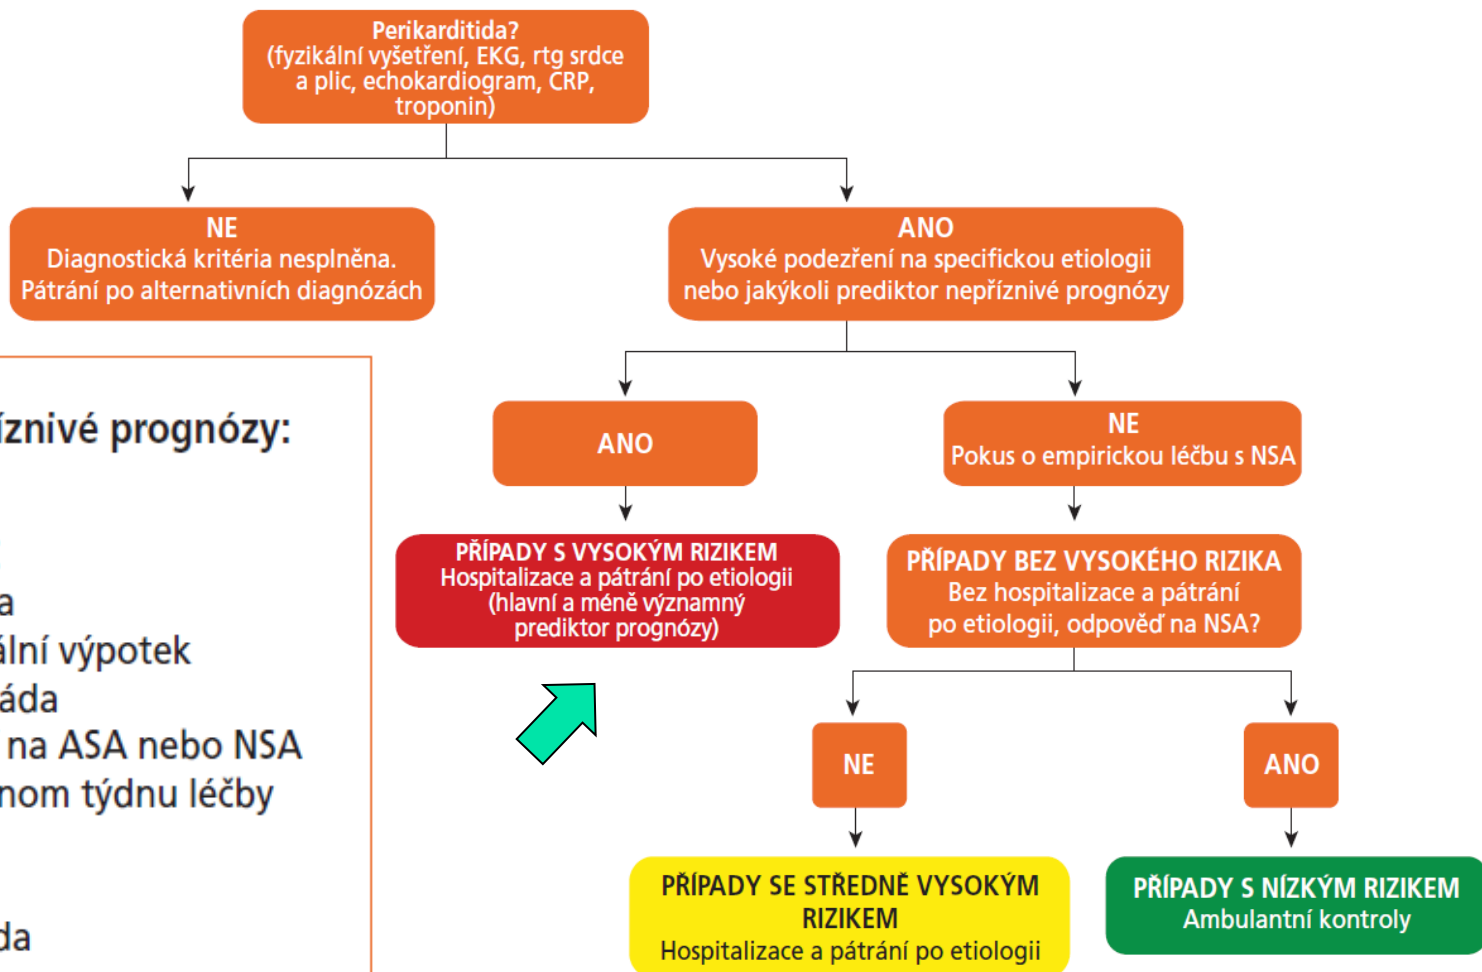 Perikarditida?
(fyzikální vyšetření, EKG, rtg srdce
a plic, echokardiogram, CRP,
troponin)
NE
Diagnostická kritéria nesplněna.
Pátrání po alternativních diagnózách
ANO
Vysoké podezření na specifickou etiologii
nebo jakýkoli prediktor nepříznivé prognózy
ANO
NE
Pokus o empirickou léčbu s NSA
PŘÍPADY S VYSOKÝM RIZIKEM
Hospitalizace a pátrání po etiologii
(hlavní a méně významný
prediktor prognózy)
PŘÍPADY BEZ VYSOKÉHO RIZIKA
Bez hospitalizace a pátrání
po etiologii, odpověď na NSA?
NE
ANO
PŘÍPADY SE STŘEDNĚ VYSOKÝM
RIZIKEM
Hospitalizace a pátrání po etiologii
PŘÍPADY S NÍZKÝM RIZIKEM
Ambulantní kontroly
íznivé prognózy:
a
ální výpotek
áda
na ASA nebo NSA
nom týdnu léčby
da